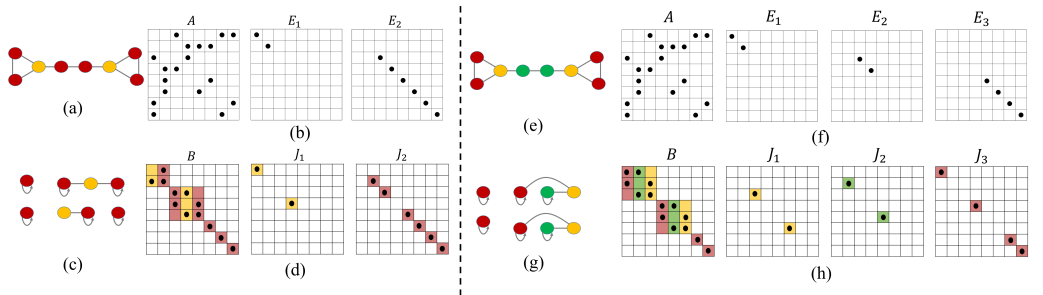 A E₁ E₂
(a) (b)
B J₁ J₂
(c) (d)
A E₁ E₂ E₃
(e) (f)
B J₁ J₂ J₃
(g) (h)